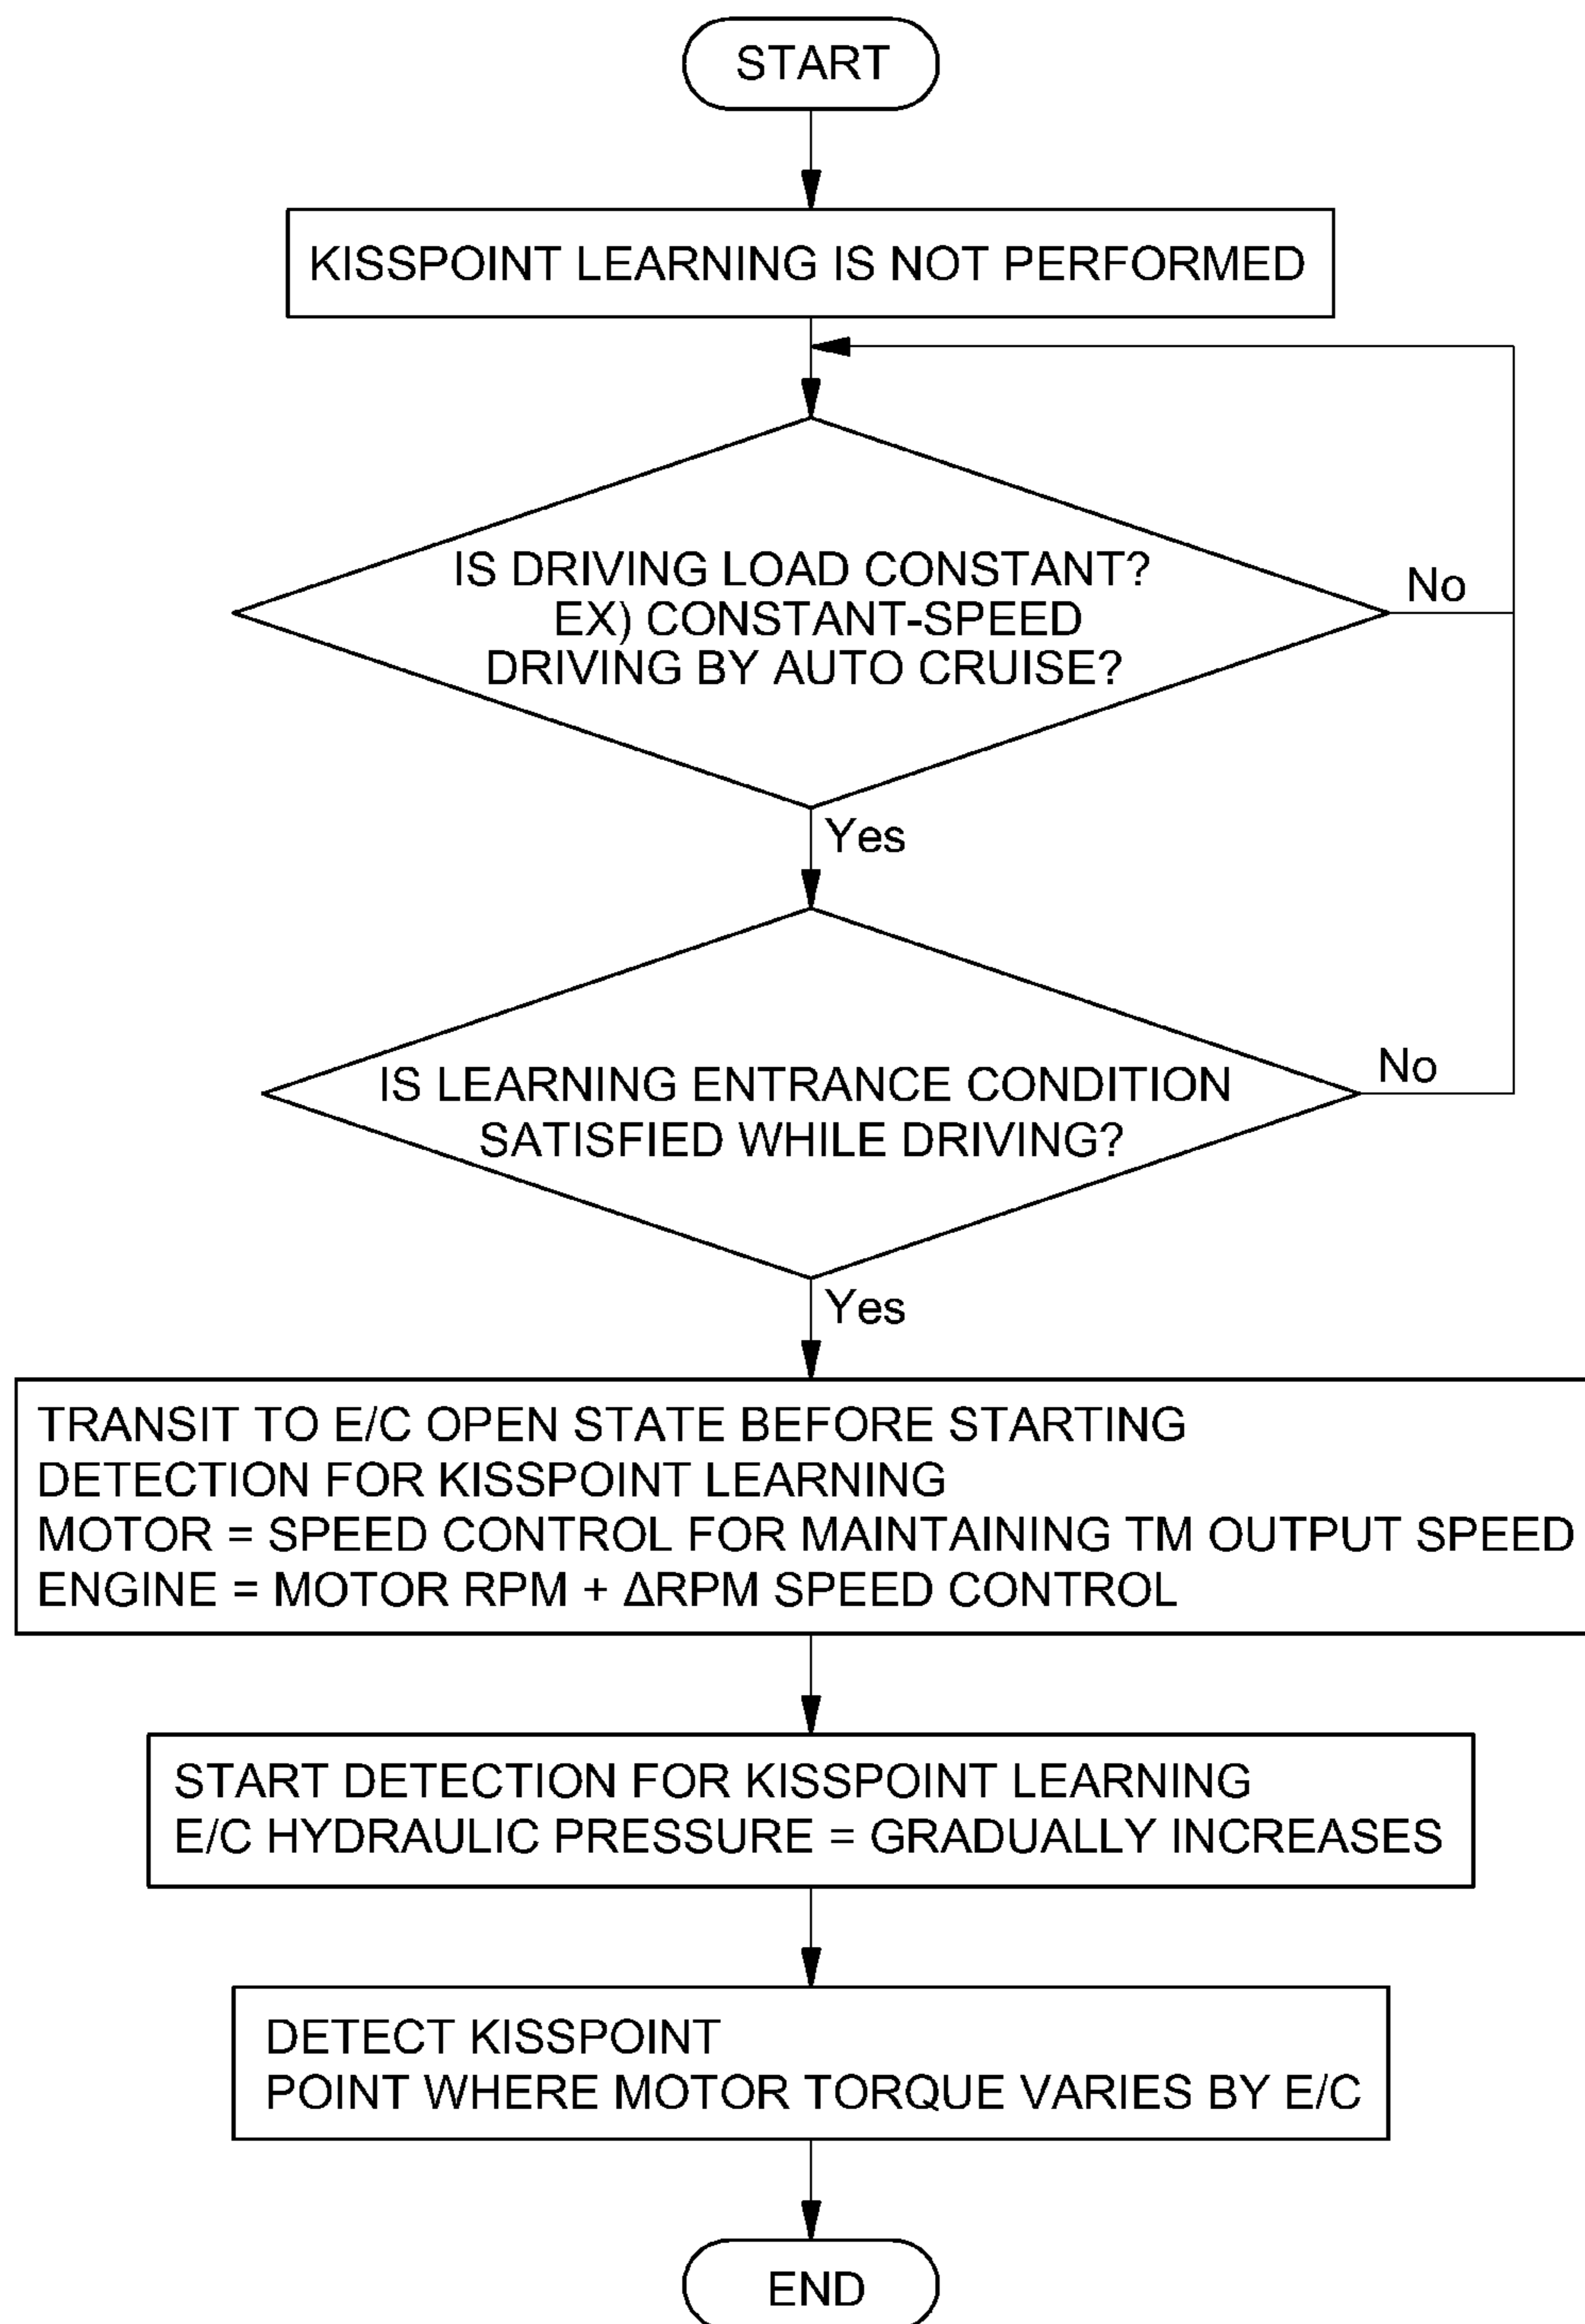 START
KISSPOINT LEARNING IS NOT PERFORMED
IS DRIVING LOAD CONSTANT?
EX) CONSTANT-SPEED
DRIVING BY AUTO CRUISE?
No
Yes
IS LEARNING ENTRANCE CONDITION
SATISFIED WHILE DRIVING?
No
Yes
TRANSIT TO E/C OPEN STATE BEFORE STARTING
DETECTION FOR KISSPOINT LEARNING
MOTOR = SPEED CONTROL FOR MAINTAINING TM OUTPUT SPEED
ENGINE = MOTOR RPM + ΔRPM SPEED CONTROL
START DETECTION FOR KISSPOINT LEARNING
E/C HYDRAULIC PRESSURE = GRADUALLY INCREASES
DETECT KISSPOINT
POINT WHERE MOTOR TORQUE VARIES BY E/C
END